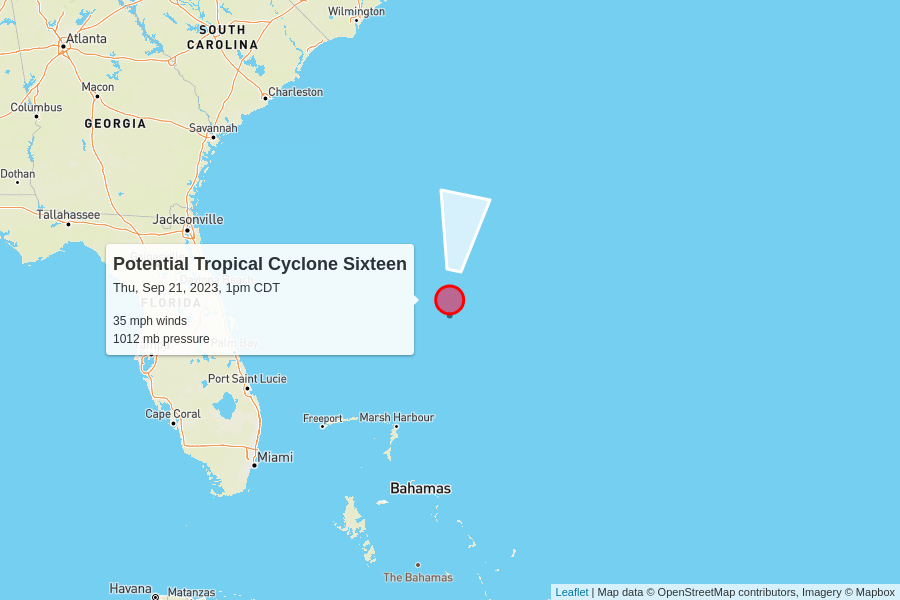 Wilmington
SOUTH
CAROLINA
Atlanta
Macon
Charleston
Columbus
GEORGIA
Savannah
Dothan
Tallahassee
Jacksonville
Potential Tropical Cyclone Sixteen
Thu, Sep 21, 2023, 1pm CDT
FLORIDA
35 mph winds
1012 mb pressure
Palm Bay
Port Saint Lucie
Cape Coral
Freeport
Marsh Harbour
Miami
Bahamas
The Bahamas
Havana
Matanzas
Leaflet | Map data © OpenStreetMap contributors, Imagery © Mapbox